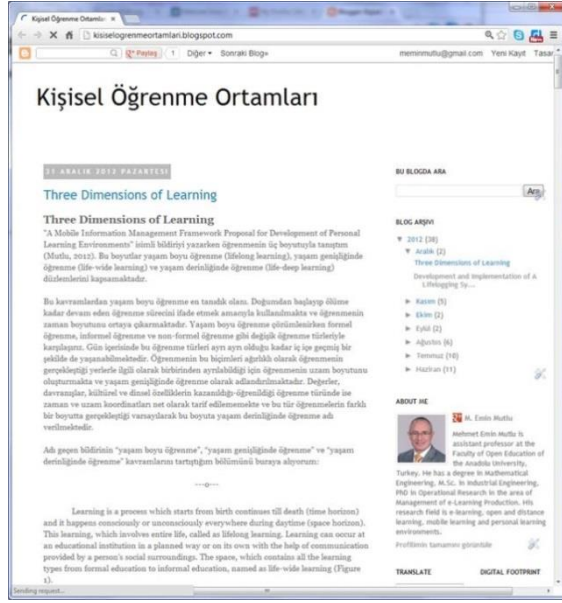 Kişisel Öğrenme Ortamları
kisiselogrenmeortamlari.blogspot.com
Paylaş 1 Diğer Sonraki Blog»
meminmutlu@gmail.com Yeni Kayıt Tasar
Kişisel Öğrenme Ortamları
31 ARALIK 2012 PAZARTESI
Three Dimensions of Learning
Three Dimensions of Learning
"A Mobile Information Management Framework Proposal for Development of Personal
Learning Environments" isimli bildiriyi yazarken öğrenmenin üç boyutuyla tanıştım
(Mutlu, 2012). Bu boyutlar yaşam boyu öğrenme (lifelong learning), yaşam genişliğinde
öğrenme (life-wide learning) ve yaşam derinliğinde öğrenme (life-deep learning)
düzlemlerini kapsamaktadır.
Bu kavramlardan yaşam boyu öğrenme en tanıdık olanı. Doğumdan başlayıp ölüme
kadar devam eden öğrenme sürecini ifade etmek amacıyla kullanılmakta ve öğrenmenin
zaman boyutunu ortaya çıkarmaktadır. Yaşam boyu öğrenme çözümlenirken formel
öğrenme, informel öğrenme ve non-formel öğrenme gibi değişik öğrenme türleriyle
karşılaşırız. Gün içerisinde bu öğrenme türleri ayrı ayrı olduğu kadar iç içe geçmiş bir
şekilde de yaşanabilmektedir. Öğrenmenin bu biçimleri ağırlıklı olarak öğrenmenin
gerçekleştiği yerlerle ilgili olarak birbirinden ayrılabildiği için öğrenmenin uzam boyutunu
oluşturmakta ve yaşam genişliğinde öğrenme olarak adlandırılmaktadır. Değerler,
davranışlar, kültürel ve dinsel özelliklerin kazanıldığı-öğrenildiği öğrenme türünde ise
zaman ve uzam koordinatları net olarak tarif edilememekte ve bu tür öğrenmelerin farklı
bir boyutta gerçekleştiği varsayılarak bu boyuta yaşam derinliğinde öğrenme adı
verilmektedir.
Adı geçen bildirinin "yaşam boyu öğrenme", "yaşam genişliğinde öğrenme" ve "yaşam
derinliğinde öğrenme" kavramlarını tartıştığım bölümünü buraya alıyorum:
---o---
Learning is a process which starts from birth continues till death (time horizon)
and it happens consciously or unconsciously everywhere during daytime (space horizon).
This learning, which involves entire life, called as lifelong learning. Learning can occur at
an educational institution in a planned way or on its own with the help of communication
provided by a person's social surroundings. The space, which contains all the learning
types from formal education to informal education, named as life-wide learning (Figure
1).
BU BLOGDA ARA
Ara
BLOG ARŞIVI
▼ 2012 (38)
▼ Aralık (2)
Three Dimensions of Learning
Development and Implementation of A
Lifelogging Sy...
► Kasım (5)
► Ekim (2)
► Eylül (2)
► Ağustos (6)
► Temmuz (10)
► Haziran (11)
ABOUT ME
M. Emin Mutlu
Mehmet Emin Mutlu is
assistant professor at the
Faculty of Open Education of
the Anadolu University,
Turkey. He has a degree in Mathematical
Engineering, M.Sc. in Industrial Engineering,
PhD in Operational Research in the area of
Management of e-Learning Production. His
research field is e-learning, open and distance
learning, mobile learning and personal learning
environments.
Profilimin tamamını görüntüle
TRANSLATE DIGITAL FOOTPRINT
Sending request...